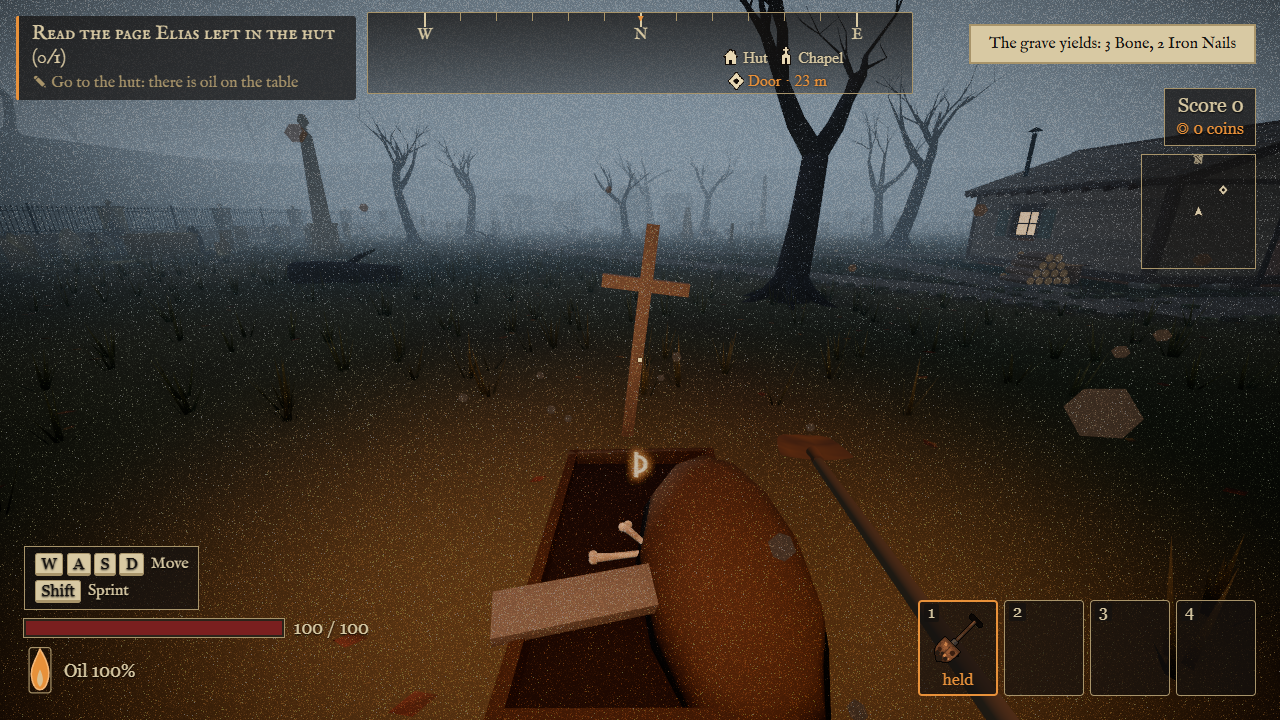 Read the page Elias left in the hut
(0/1)
Go to the hut: there is oil on the table
W N E
Hut Chapel
Door · 23 m
The grave yields: 3 Bone, 2 Iron Nails
Score 0
0 coins
Þ
W A S D Move
Shift Sprint
100 / 100
Oil 100%
1 2 3 4
held